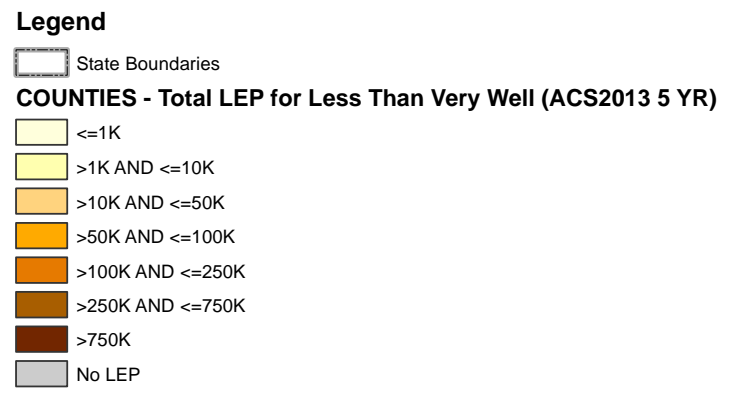 Legend
State Boundaries
COUNTIES - Total LEP for Less Than Very Well (ACS2013 5 YR)
<=1K
>1K AND <=10K
>10K AND <=50K
>50K AND <=100K
>100K AND <=250K
>250K AND <=750K
>750K
No LEP